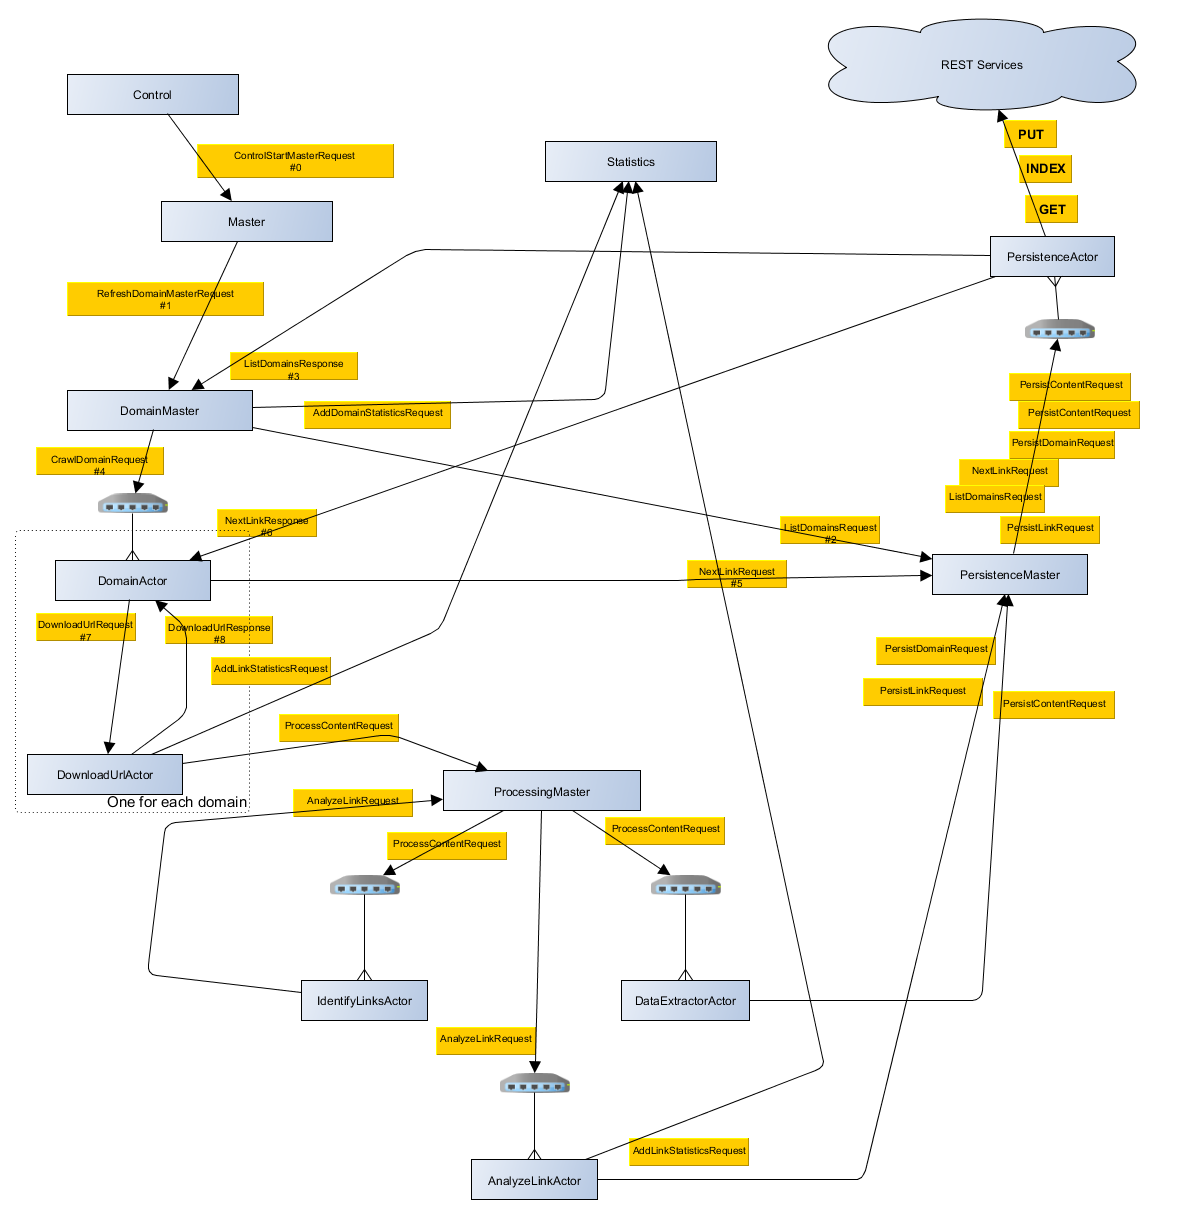 REST Services
Control
PUT
ControlStartMasterRequest
#0
Statistics
INDEX
GET
Master
PersistenceActor
RefreshDomainMasterRequest
#1
ListDomainsResponse
#3
PersistContentRequest
DomainMaster
AddDomainStatisticsRequest
PersistContentRequest
PersistDomainRequest
CrawlDomainRequest
#4
NextLinkRequest
ListDomainsRequest
NextLinkResponse
#6
ListDomainsRequest
#2
PersistLinkRequest
DomainActor
NextLinkRequest
#5
PersistenceMaster
DownloadUrlRequest
#7
DownloadUrlResponse
#8
PersistDomainRequest
AddLinkStatisticsRequest
PersistLinkRequest
PersistContentRequest
ProcessContentRequest
DownloadUrlActor
One for each domain
ProcessingMaster
AnalyzeLinkRequest
ProcessContentRequest
ProcessContentRequest
IdentifyLinksActor
DataExtractorActor
AnalyzeLinkRequest
AddLinkStatisticsRequest
AnalyzeLinkActor